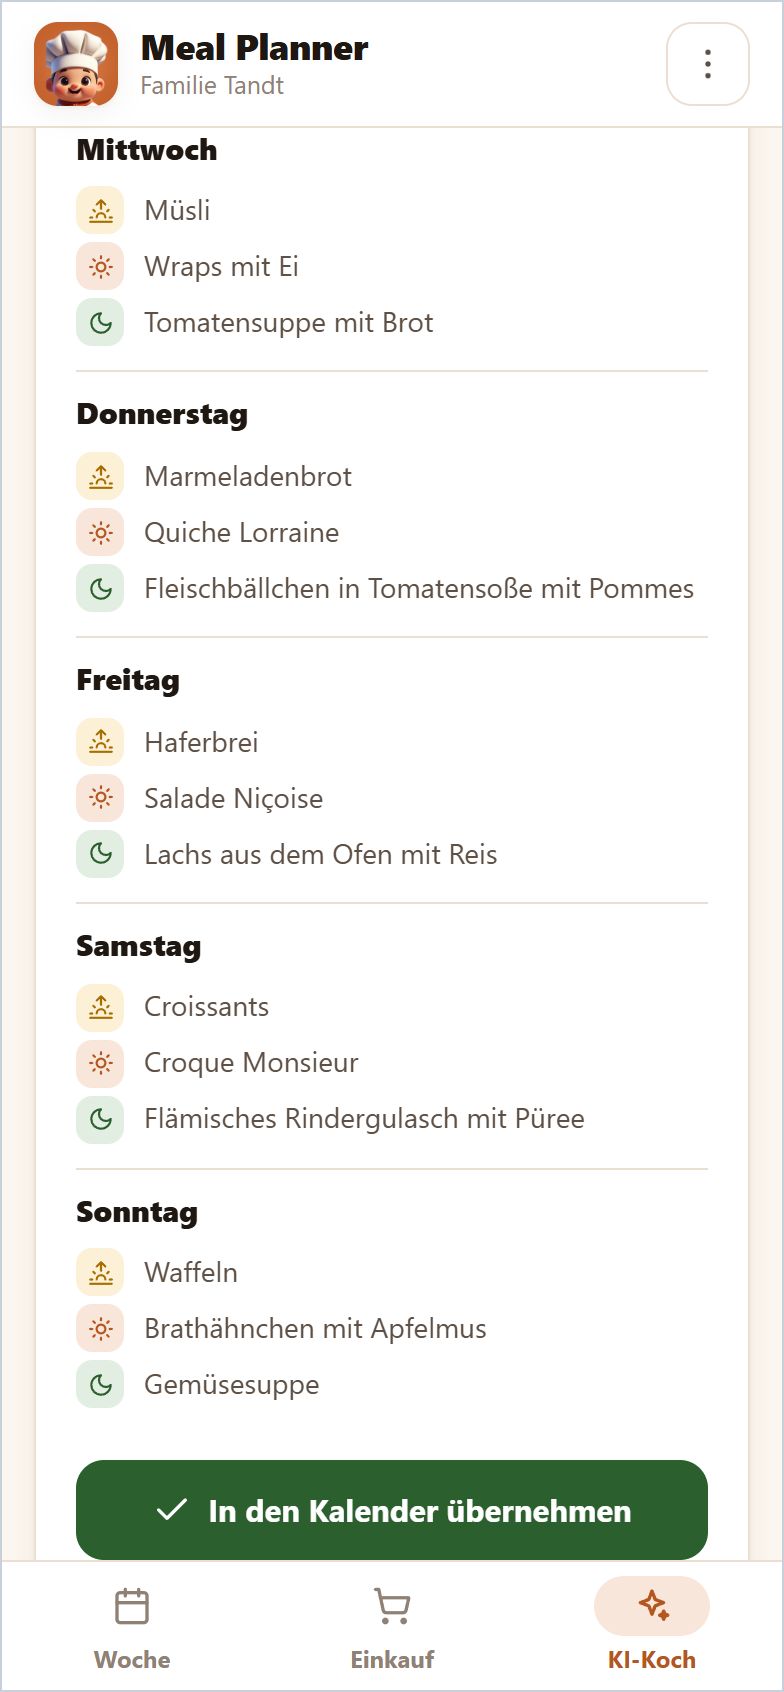 Meal Planner
Familie Tandt
Mittwoch
Müsli
Wraps mit Ei
Tomatensuppe mit Brot
Donnerstag
Marmeladenbrot
Quiche Lorraine
Fleischbällchen in Tomatensoße mit Pommes
Freitag
Haferbrei
Salade Niçoise
Lachs aus dem Ofen mit Reis
Samstag
Croissants
Croque Monsieur
Flämisches Rindergulasch mit Püree
Sonntag
Waffeln
Brathähnchen mit Apfelmus
Gemüsesuppe
In den Kalender übernehmen
Woche
Einkauf
KI-Koch